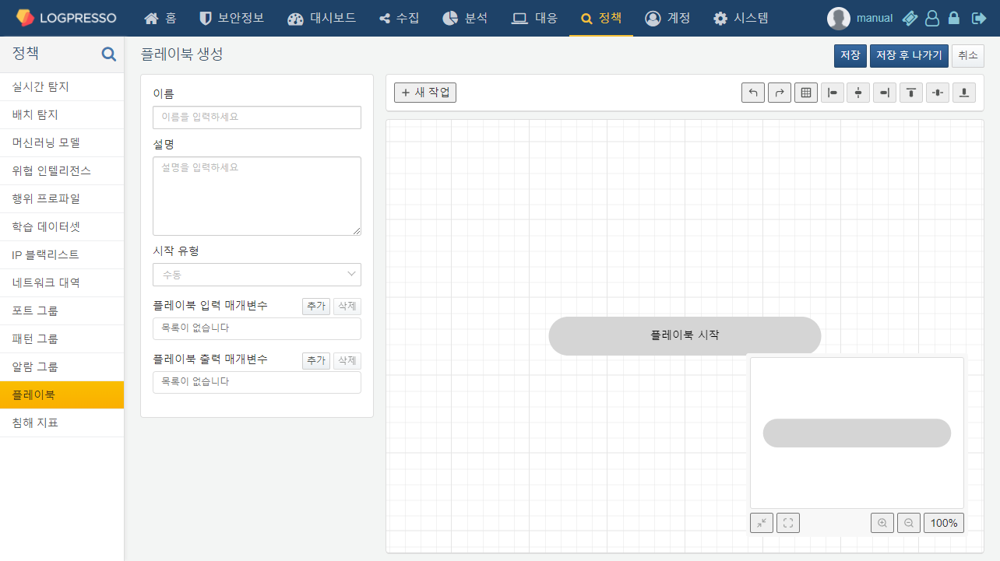 LOGPRESSO 홈 보안정보 대시보드 수집 분석 대응 정책 계정 시스템 manual
정책
플레이북 생성
저장 저장 후 나가기 취소
실시간 탐지
배치 탐지
머신러닝 모델
위협 인텔리전스
행위 프로파일
학습 데이터셋
IP 블랙리스트
네트워크 대역
포트 그룹
패턴 그룹
알람 그룹
플레이북
침해 지표
이름
이름을 입력하세요
설명
설명을 입력하세요
시작 유형
수동
플레이북 입력 매개변수 추가 삭제
목록이 없습니다
플레이북 출력 매개변수 추가 삭제
목록이 없습니다
+ 새 작업
플레이북 시작
100%